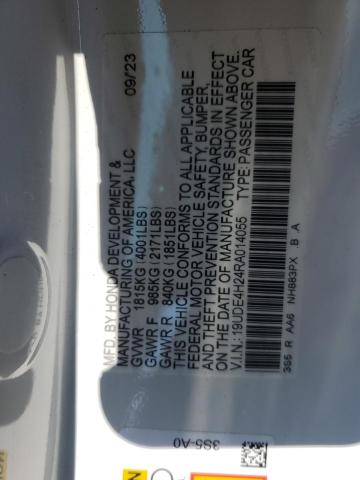 MFD. BY HONDA DEVELOPMENT &
MANUFACTURING OF AMERICA, LLC 09/23
GVWR 1815KG (4001LBS)
GAWR F 985KG (2171LBS)
GAWR R 840KG (1851LBS)
THIS VEHICLE CONFORMS TO ALL APPLICABLE
FEDERAL MOTOR VEHICLE SAFETY, BUMPER,
AND THEFT PREVENTION STANDARDS IN EFFECT
ON THE DATE OF MANUFACTURE SHOWN ABOVE.
V.I.N.: 19UDE4H24RA014055 TYPE: PASSENGER CAR
3S5 R AA6 NH883PX B A
3S5-A0